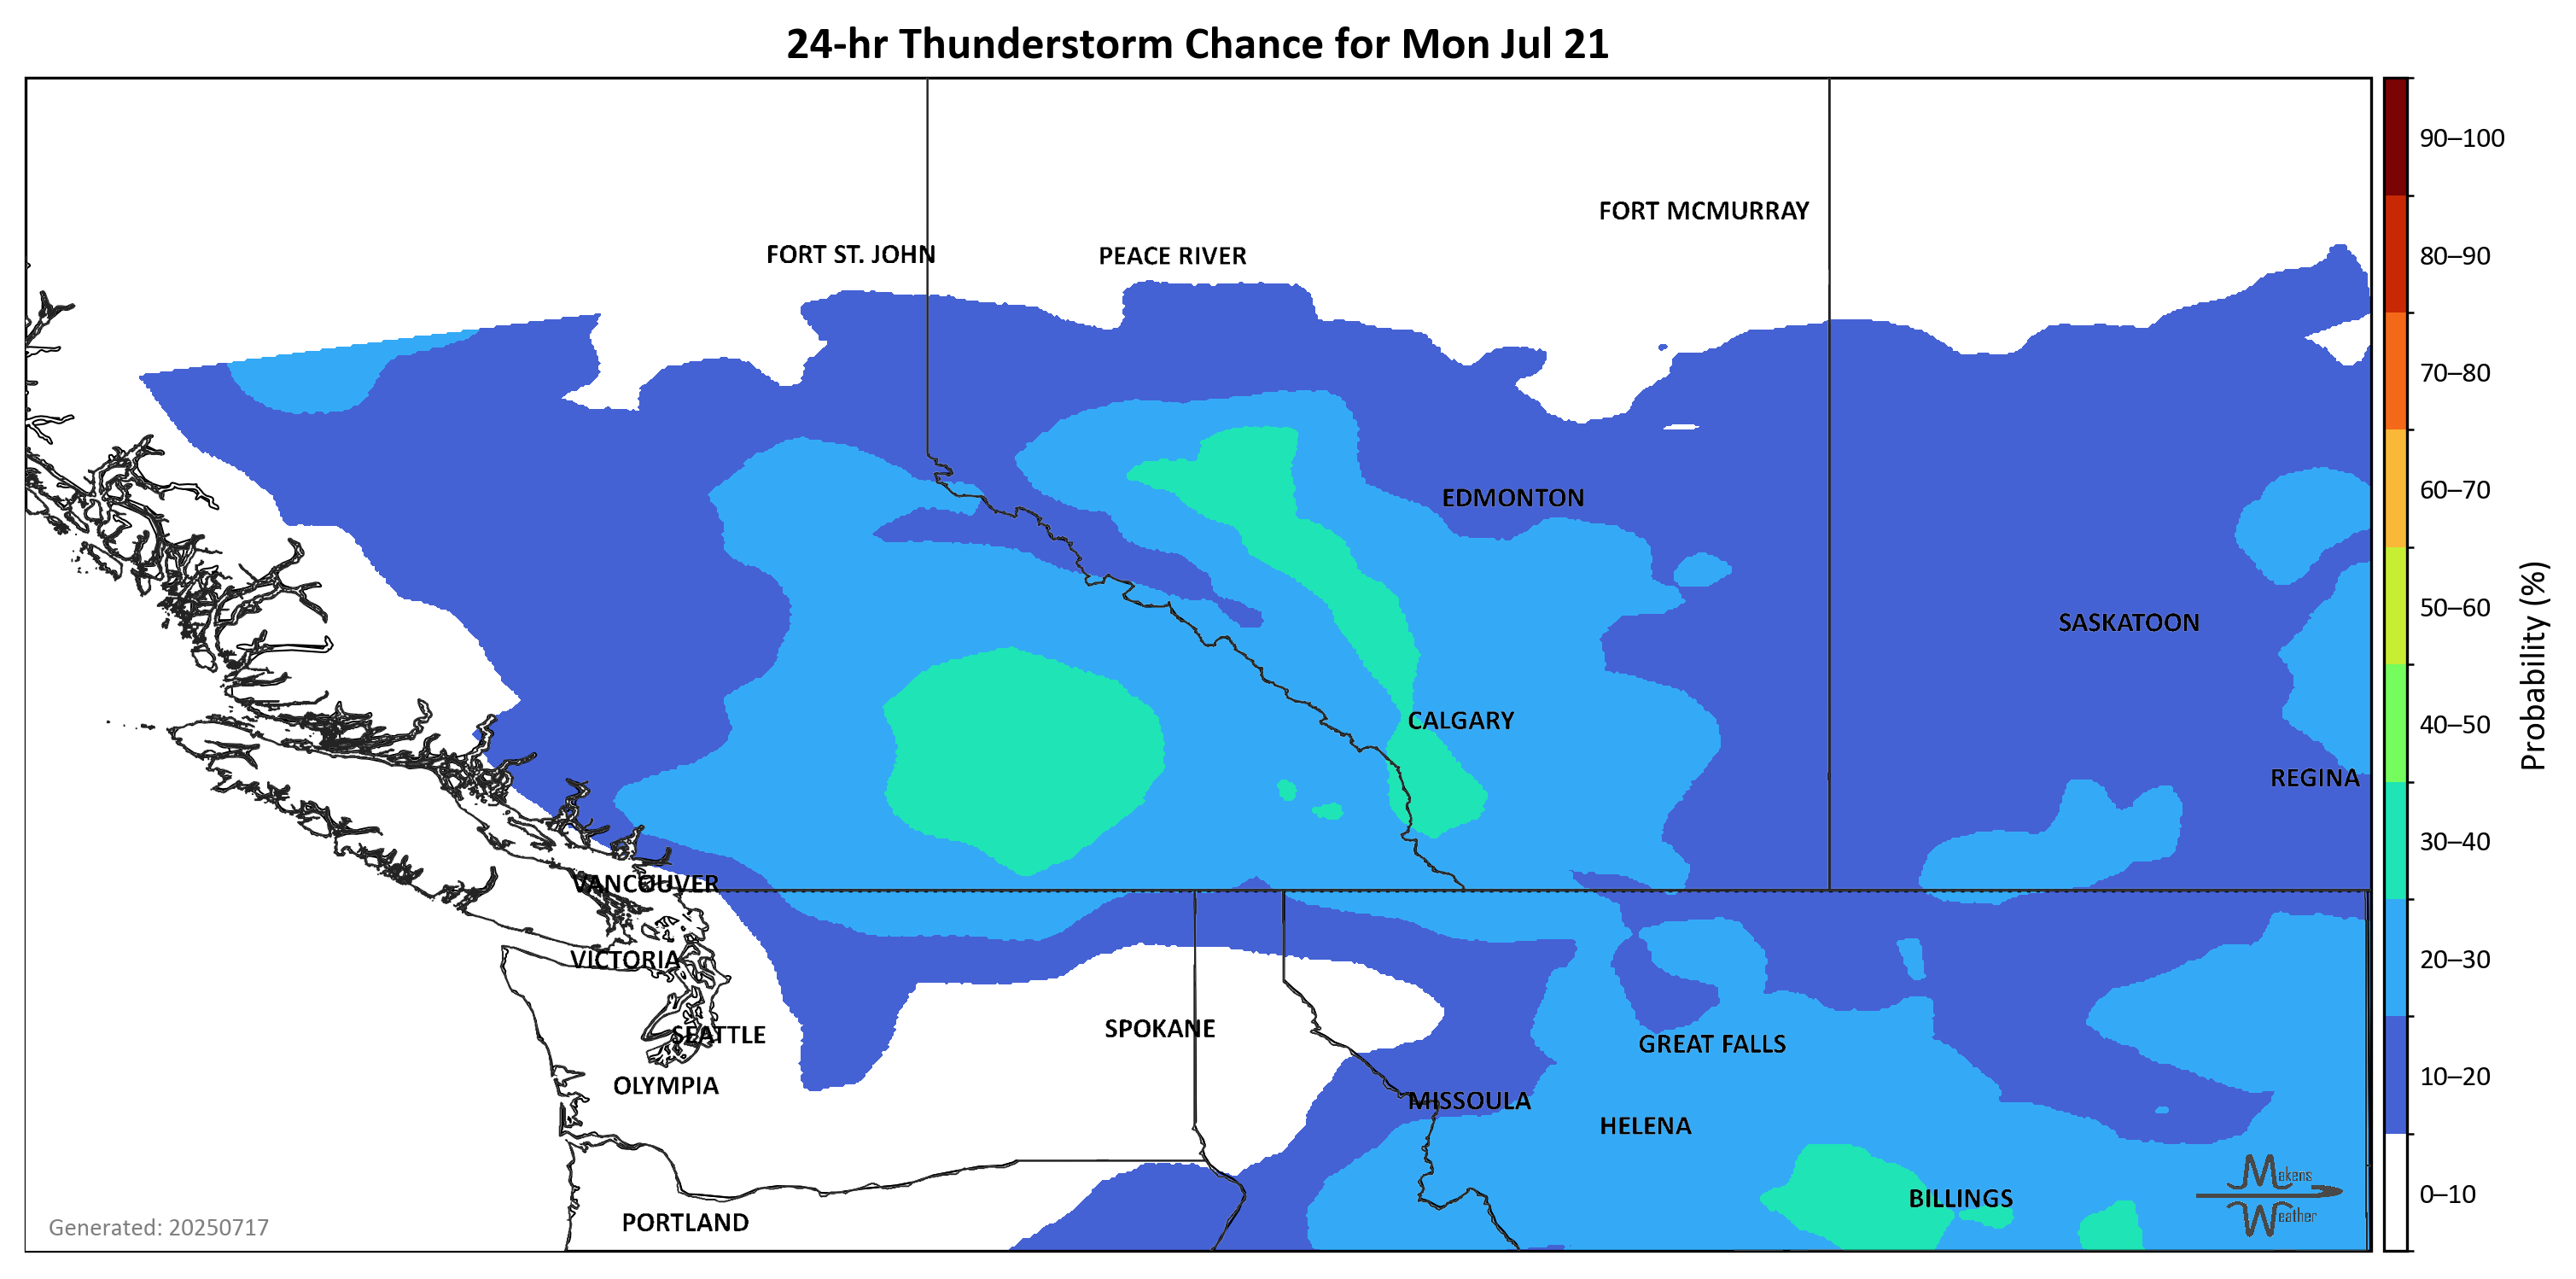 24-hr Thunderstorm Chance for Mon Jul 21
FORT MCMURRAY
FORT ST. JOHN
PEACE RIVER
EDMONTON
SASKATOON
CALGARY
REGINA
VANCOUVER
VICTORIA
SEATTLE
SPOKANE
GREAT FALLS
OLYMPIA
MISSOULA
HELENA
BILLINGS
PORTLAND
Generated: 20250717
Makens
Weather
90–100
80–90
70–80
60–70
50–60
40–50
30–40
20–30
10–20
0–10
Probability (%)